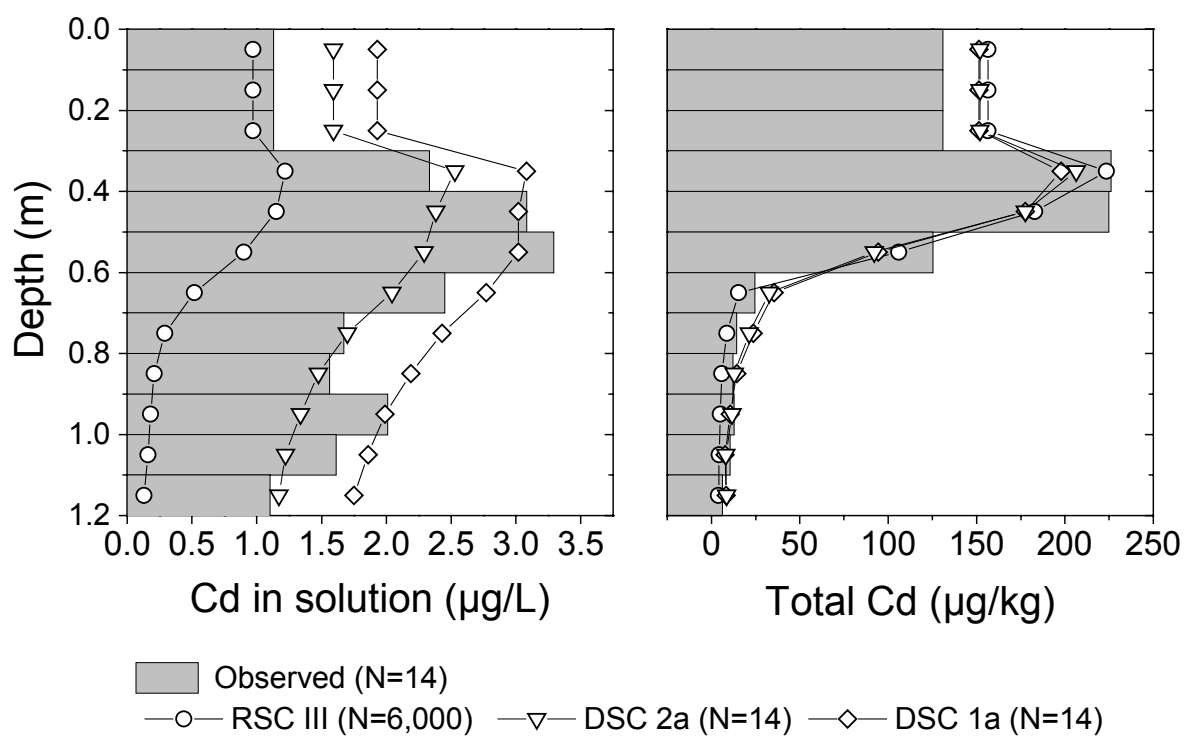 Depth (m)
0.0
0.2
0.4
0.6
0.8
1.0
1.2
0.0 0.5 1.0 1.5 2.0 2.5 3.0 3.5
0 50 100 150 200 250
Cd in solution (µg/L)
Total Cd (µg/kg)
Observed (N=14)
RSC III (N=6,000) DSC 2a (N=14) DSC 1a (N=14)